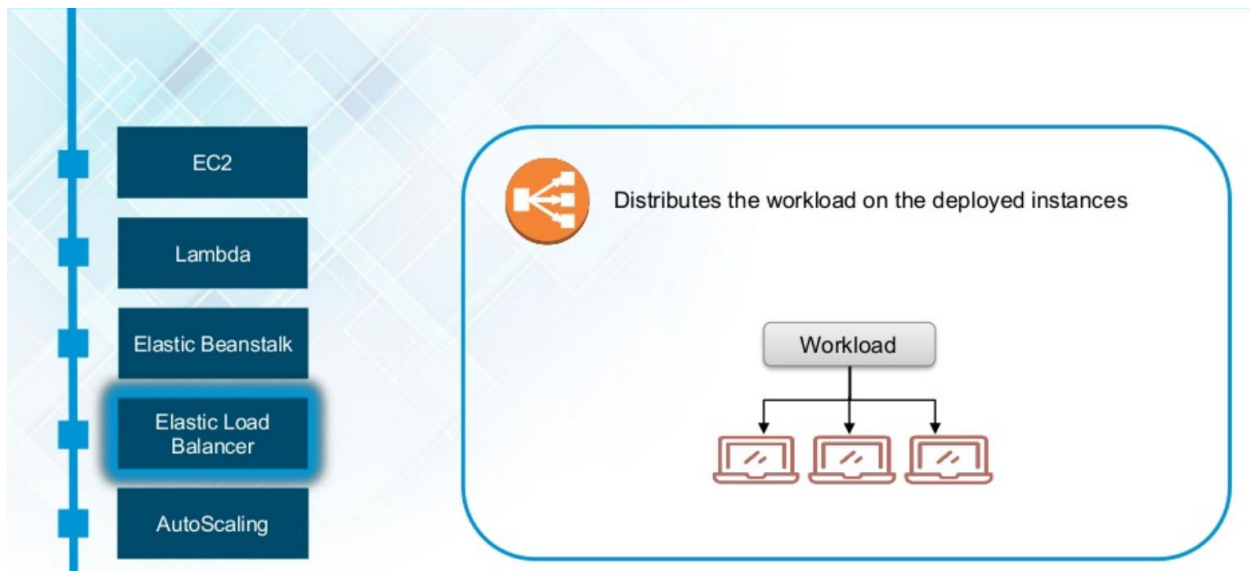 EC2
Lambda
Elastic Beanstalk
Elastic Load
Balancer
AutoScaling
Distributes the workload on the deployed instances
Workload